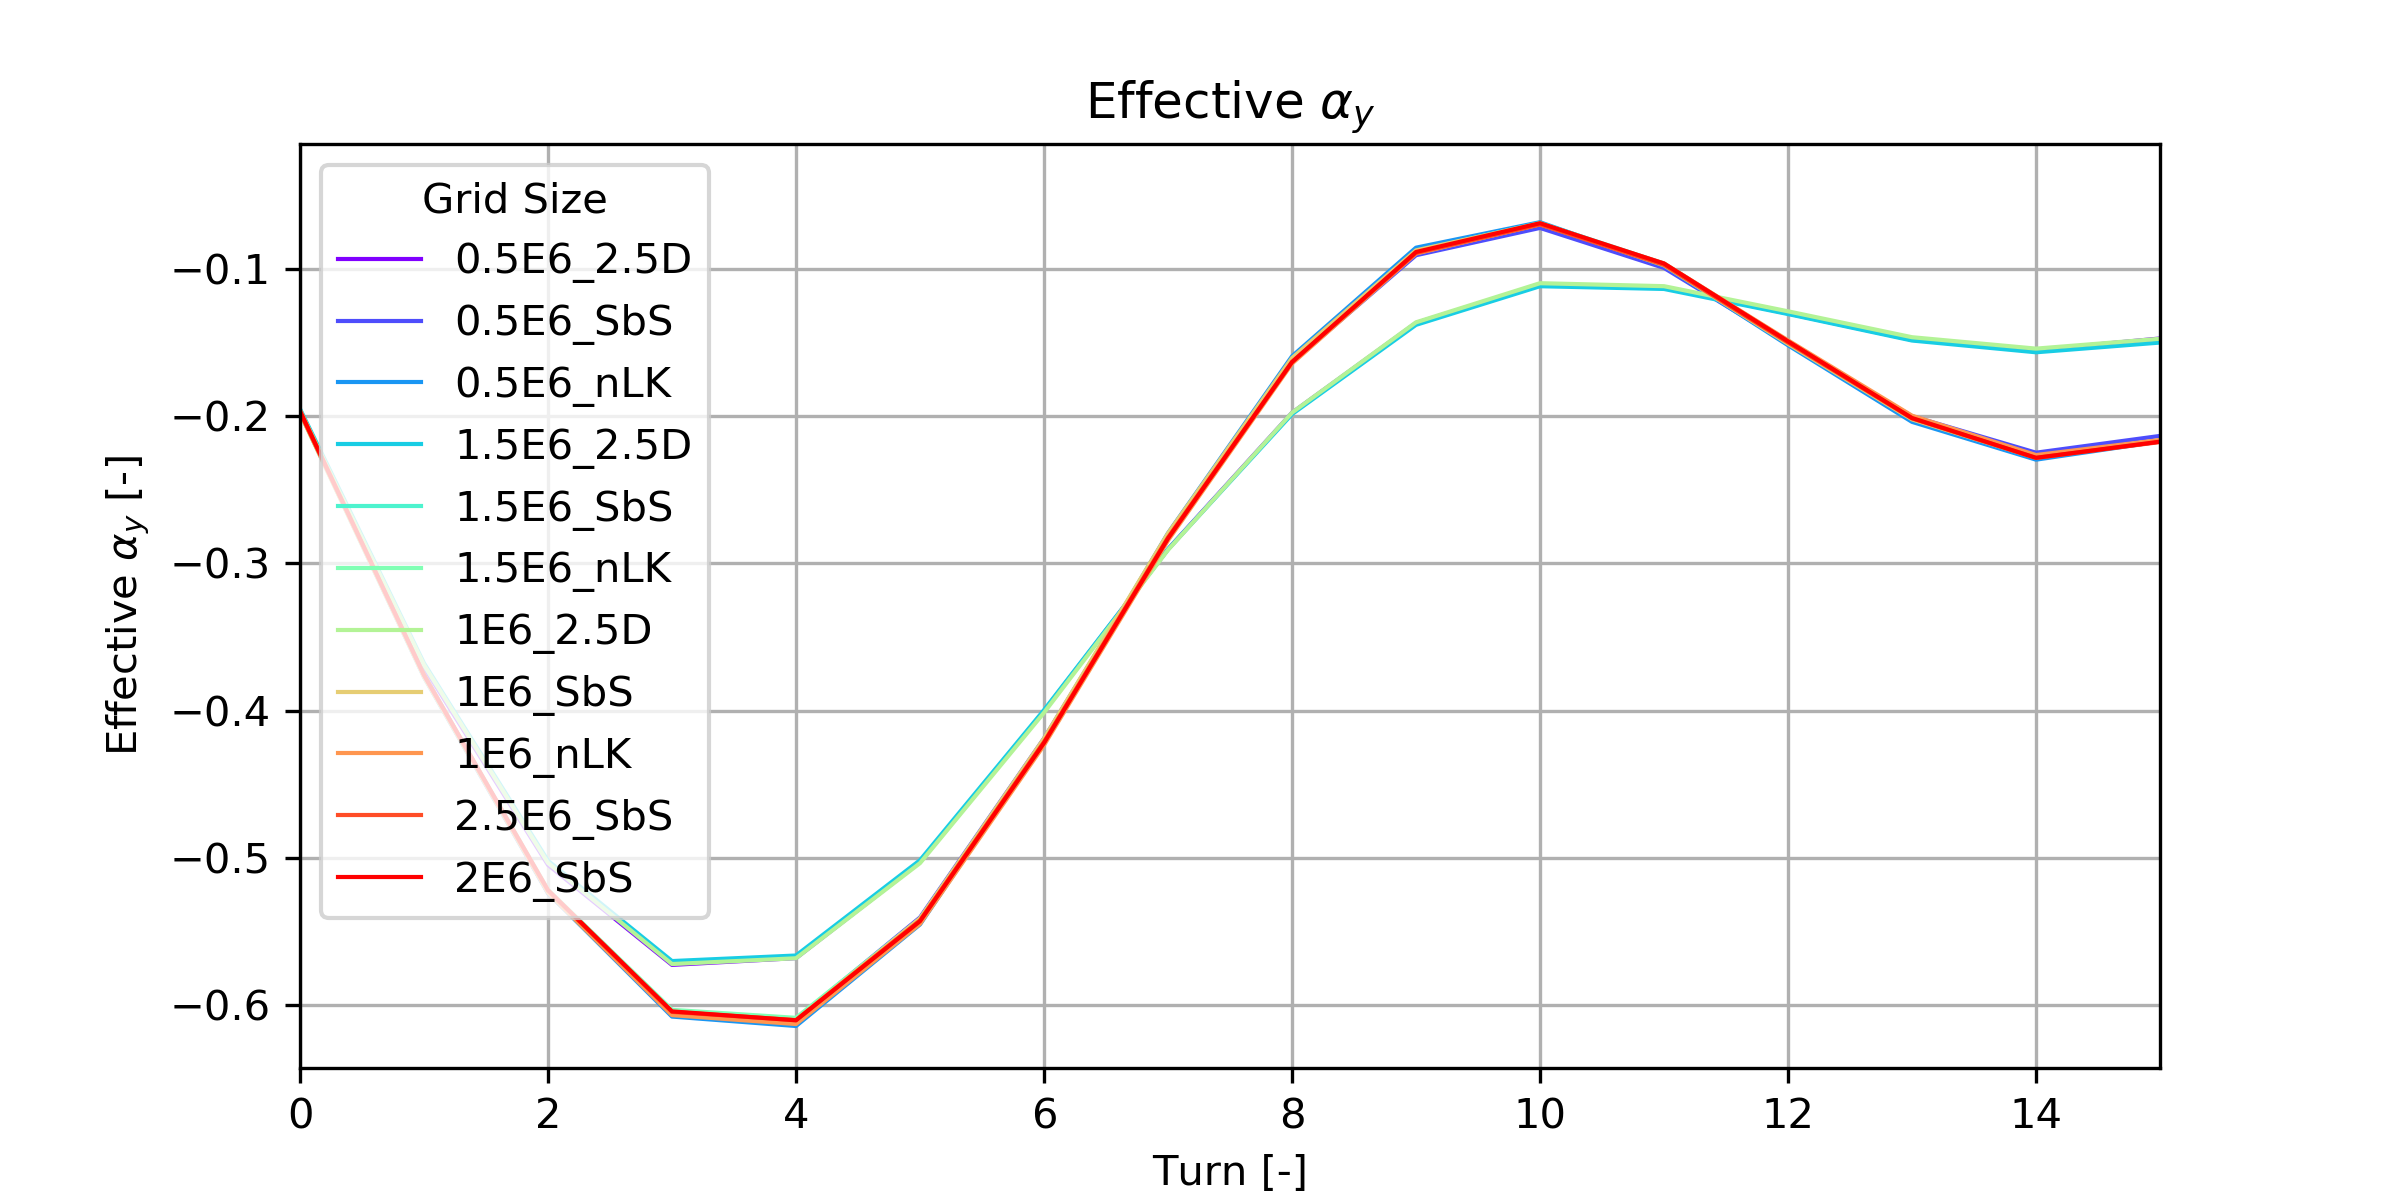 Effective α_y
Grid Size
0.5E6_2.5D
0.5E6_SbS
0.5E6_nLK
1.5E6_2.5D
1.5E6_SbS
1.5E6_nLK
1E6_2.5D
1E6_SbS
1E6_nLK
2.5E6_SbS
2E6_SbS
Effective α_y [-]
−0.1
−0.2
−0.3
−0.4
−0.5
−0.6
0 2 4 6 8 10 12 14
Turn [-]